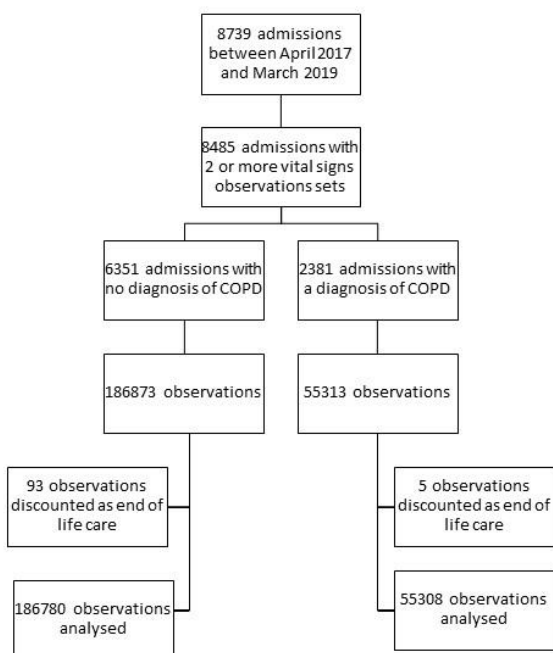 8739 admissions
between April 2017
and March 2019
8485 admissions with
2 or more vital signs
observations sets
6351 admissions with
no diagnosis of COPD
2381 admissions with
a diagnosis of COPD
186873 observations
55313 observations
93 observations
discounted as end of
life care
5 observations
discounted as end of
life care
186780 observations
analysed
55308 observations
analysed